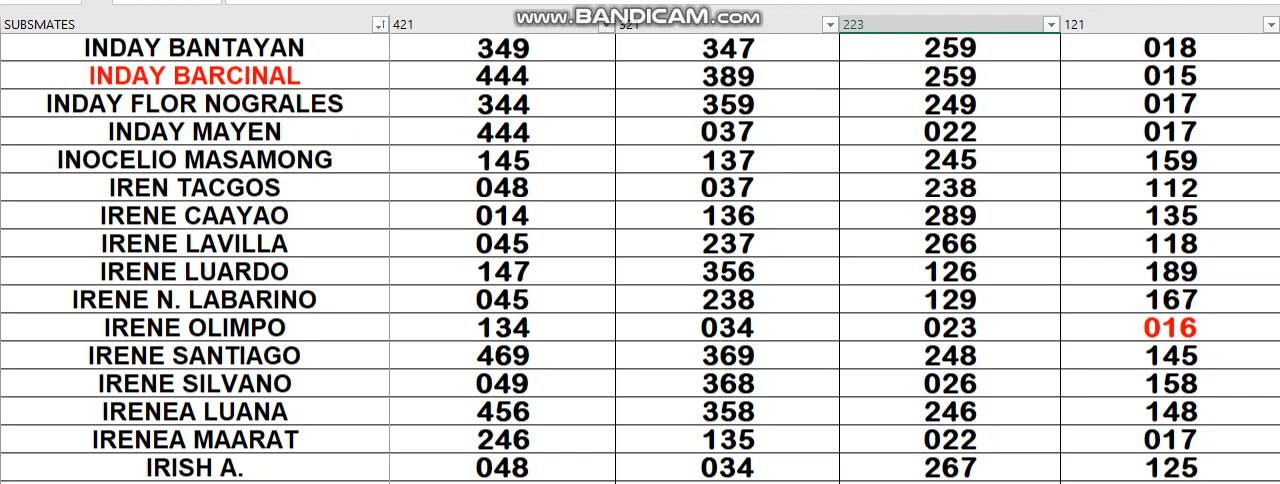 www.BANDICAM.com
SUBSMATES 421 321 223 121
INDAY BANTAYAN 349 347 259 018
INDAY BARCINAL 444 389 259 015
INDAY FLOR NOGRALES 344 359 249 017
INDAY MAYEN 444 037 022 017
INOCELIO MASAMONG 145 137 245 159
IREN TACGOS 048 037 238 112
IRENE CAAYAO 014 136 289 135
IRENE LAVILLA 045 237 266 118
IRENE LUARDO 147 356 126 189
IRENE N. LABARINO 045 238 129 167
IRENE OLIMPO 134 034 023 016
IRENE SANTIAGO 469 369 248 145
IRENE SILVANO 049 368 026 158
IRENEA LUANA 456 358 246 148
IRENEA MAARAT 246 135 022 017
IRISH A. 048 034 267 125